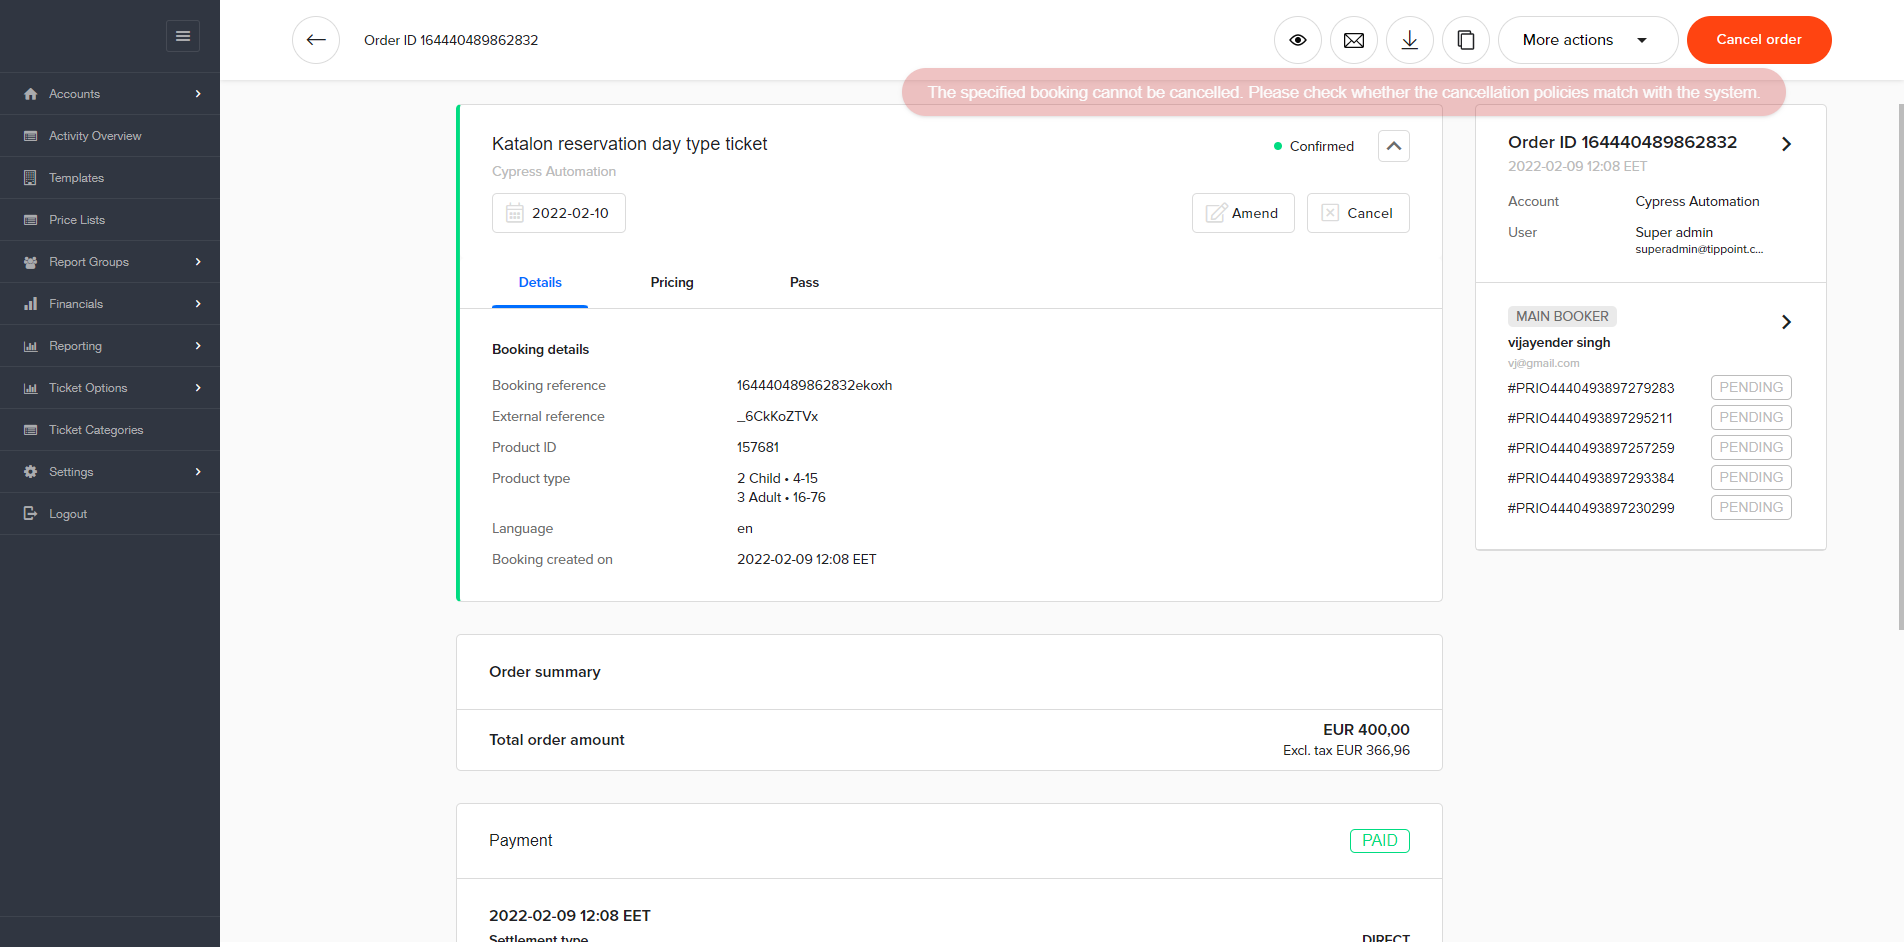 Order ID 164440489862832
More actions
Cancel order
The specified booking cannot be cancelled. Please check whether the cancellation policies match with the system.
Accounts
Activity Overview
Templates
Price Lists
Report Groups
Financials
Reporting
Ticket Options
Ticket Categories
Settings
Logout
Katalon reservation day type ticket
Confirmed
Cypress Automation
2022-02-10
Amend
Cancel
Details
Pricing
Pass
Booking details
Booking reference 164440489862832ekoxh
External reference _6CkKoZTVx
Product ID 157681
Product type 2 Child • 4-15
3 Adult • 16-76
Language en
Booking created on 2022-02-09 12:08 EET
Order summary
Total order amount EUR 400,00
Excl. tax EUR 366,96
Payment PAID
2022-02-09 12:08 EET
Settlement type DIRECT
Order ID 164440489862832
2022-02-09 12:08 EET
Account Cypress Automation
User Super admin
superadmin@tippoint.c...
MAIN BOOKER
vijayender singh
vj@gmail.com
#PRIO4440493897279283 PENDING
#PRIO4440493897295211 PENDING
#PRIO4440493897257259 PENDING
#PRIO4440493897293384 PENDING
#PRIO4440493897230299 PENDING